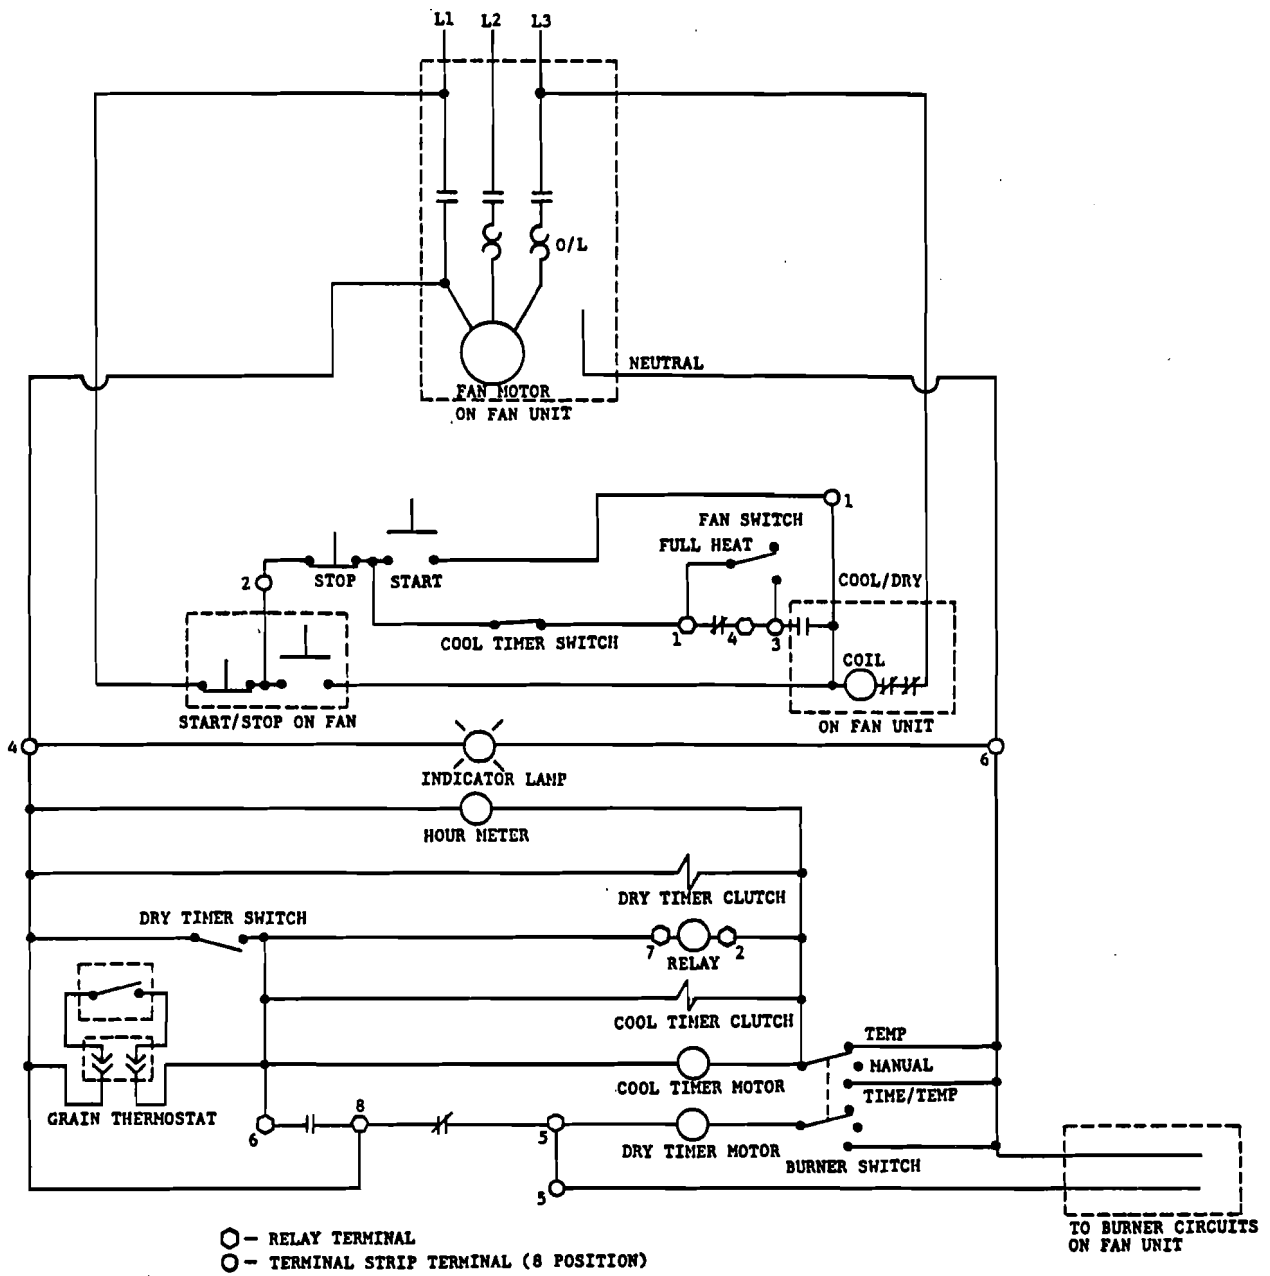 L1 L2 L3
O/L
NEUTRAL
FAN MOTOR
ON FAN UNIT
1
FAN SWITCH
FULL HEAT
STOP START
2
COOL/DRY
COOL TIMER SWITCH
1 4 3
COIL
START/STOP ON FAN
ON FAN UNIT
4
6
INDICATOR LAMP
HOUR METER
DRY TIMER CLUTCH
DRY TIMER SWITCH
7 2
RELAY
COOL TIMER CLUTCH
TEMP
MANUAL
COOL TIMER MOTOR
TIME/TEMP
GRAIN THERMOSTAT
8
6
5
DRY TIMER MOTOR
BURNER SWITCH
5
TO BURNER CIRCUITS
ON FAN UNIT
- RELAY TERMINAL
- TERMINAL STRIP TERMINAL (8 POSITION)